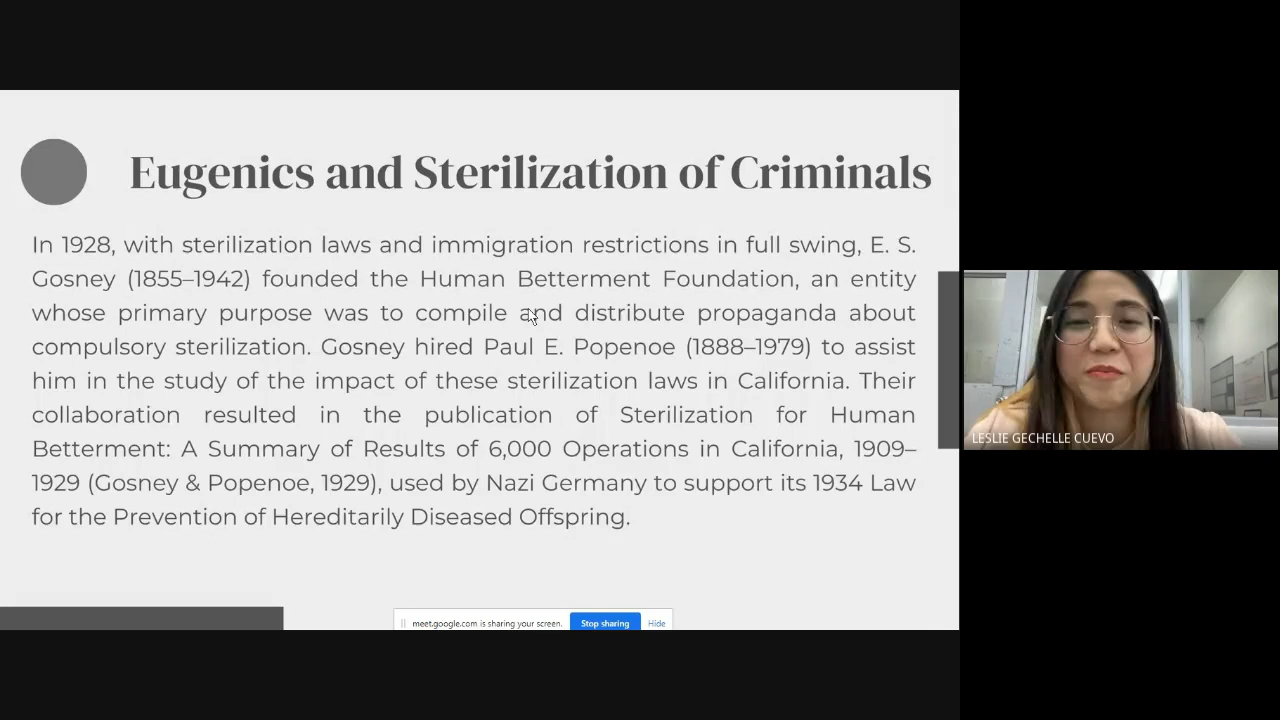 Eugenics and Sterilization of Criminals
In 1928, with sterilization laws and immigration restrictions in full swing, E. S.
Gosney (1855–1942) founded the Human Betterment Foundation, an entity
whose primary purpose was to compile and distribute propaganda about
compulsory sterilization. Gosney hired Paul E. Popenoe (1888–1979) to assist
him in the study of the impact of these sterilization laws in California. Their
collaboration resulted in the publication of Sterilization for Human
Betterment: A Summary of Results of 6,000 Operations in California, 1909–
1929 (Gosney & Popenoe, 1929), used by Nazi Germany to support its 1934 Law
for the Prevention of Hereditarily Diseased Offspring.
meet.google.com is sharing your screen. Stop sharing Hide
LESLIE GECHELLE CUEVO